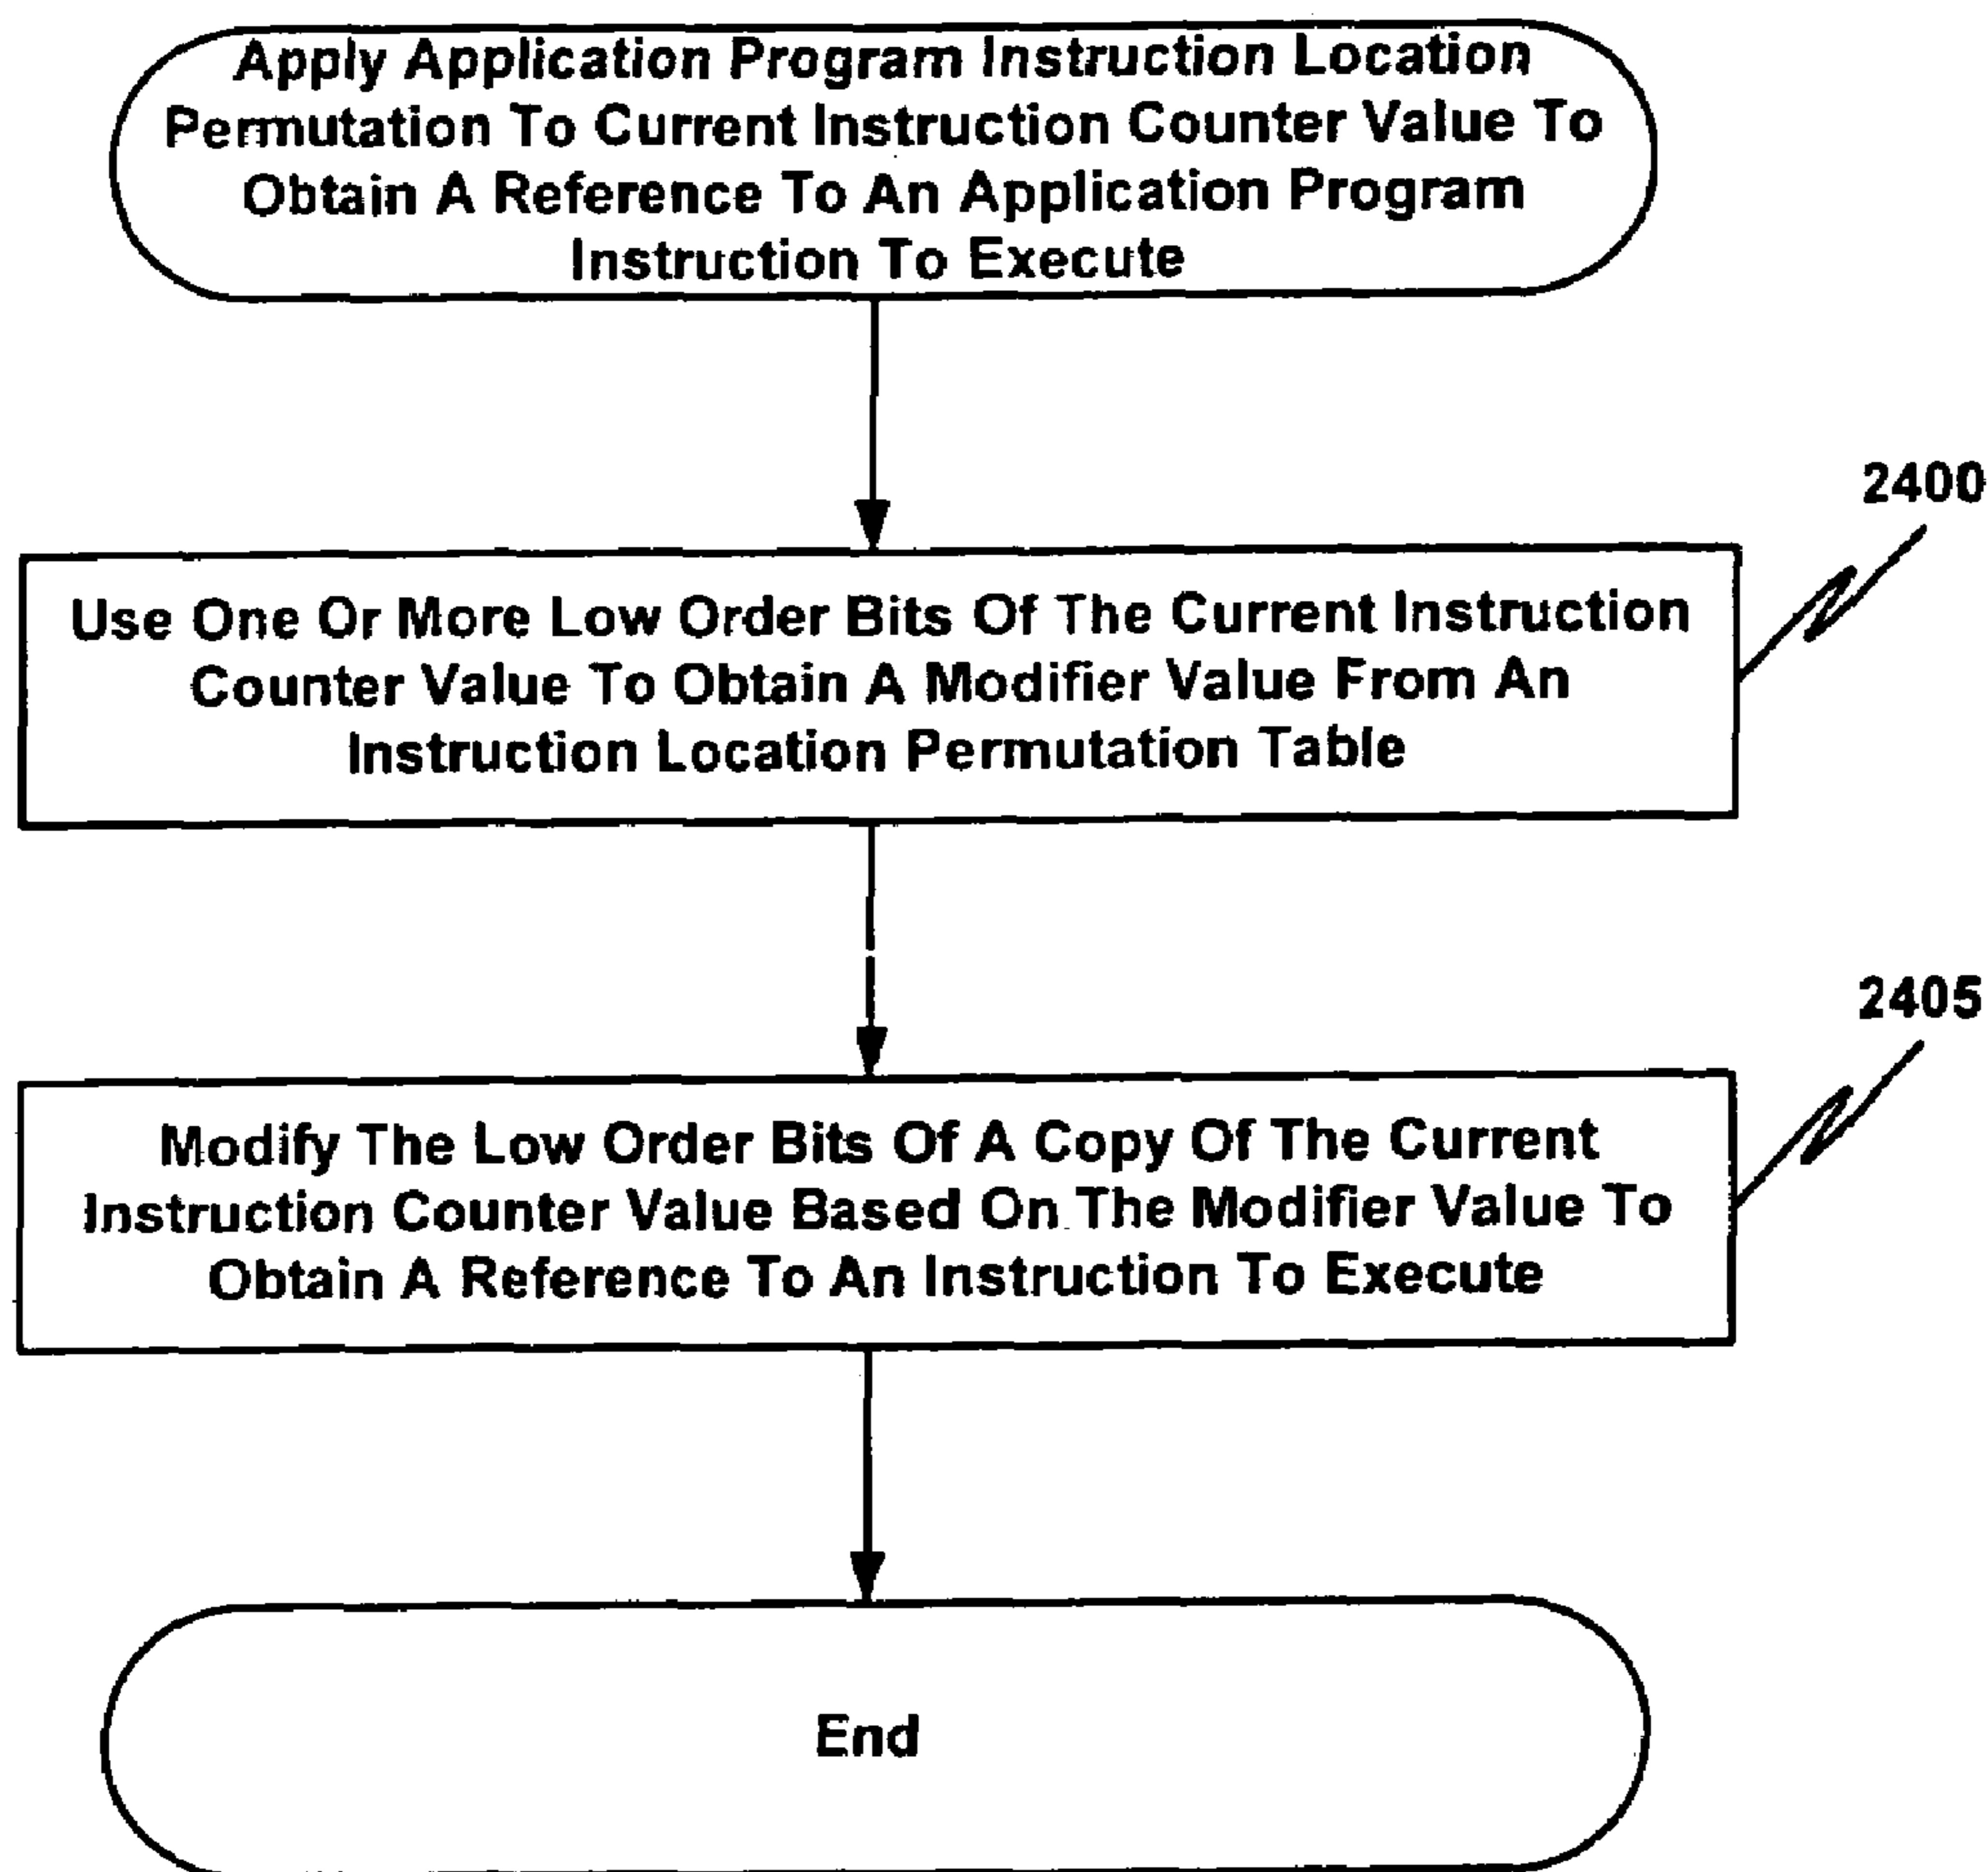 Apply Application Program Instruction Location
Permutation To Current Instruction Counter Value To
Obtain A Reference To An Application Program
Instruction To Execute
2400
Use One Or More Low Order Bits Of The Current Instruction
Counter Value To Obtain A Modifier Value From An
Instruction Location Permutation Table
2405
Modify The Low Order Bits Of A Copy Of The Current
Instruction Counter Value Based On The Modifier Value To
Obtain A Reference To An Instruction To Execute
End